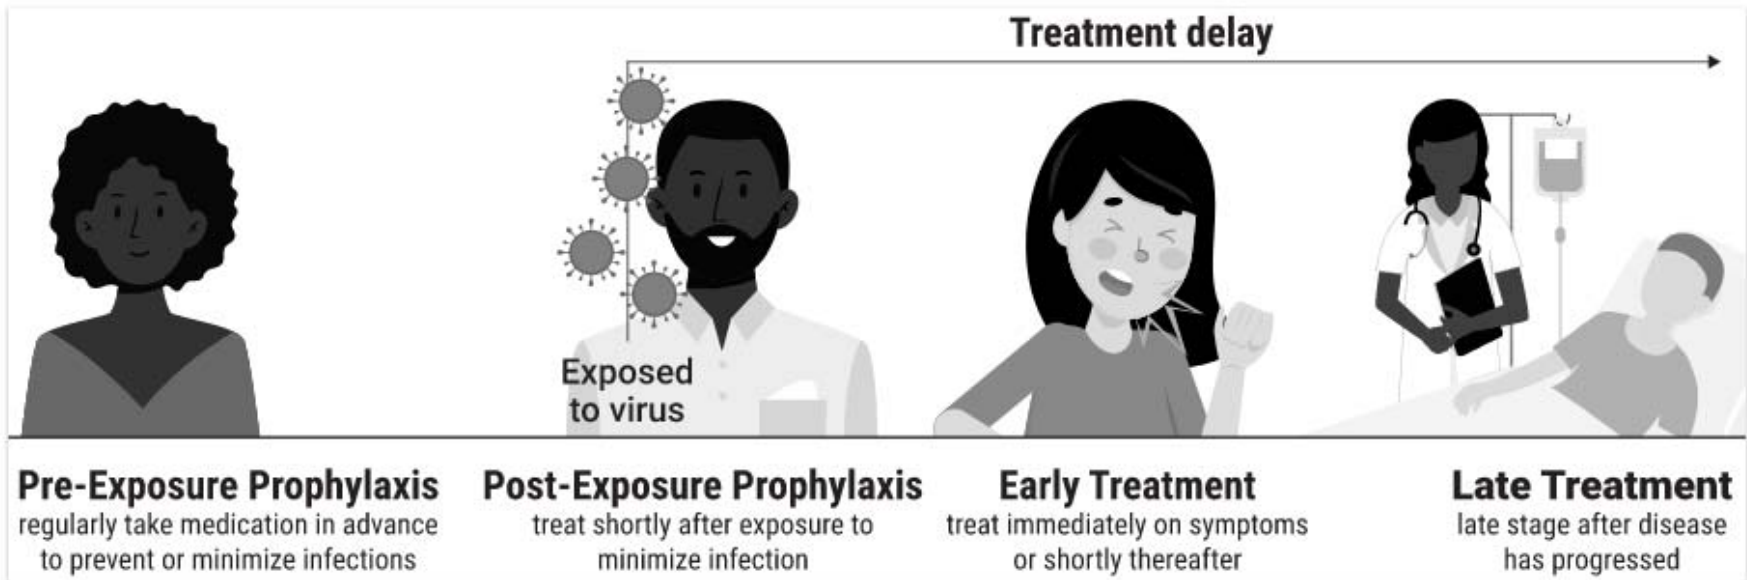 Treatment delay
Exposed
to virus
Pre-Exposure Prophylaxis
regularly take medication in advance
to prevent or minimize infections
Post-Exposure Prophylaxis
treat shortly after exposure to
minimize infection
Early Treatment
treat immediately on symptoms
or shortly thereafter
Late Treatment
late stage after disease
has progressed